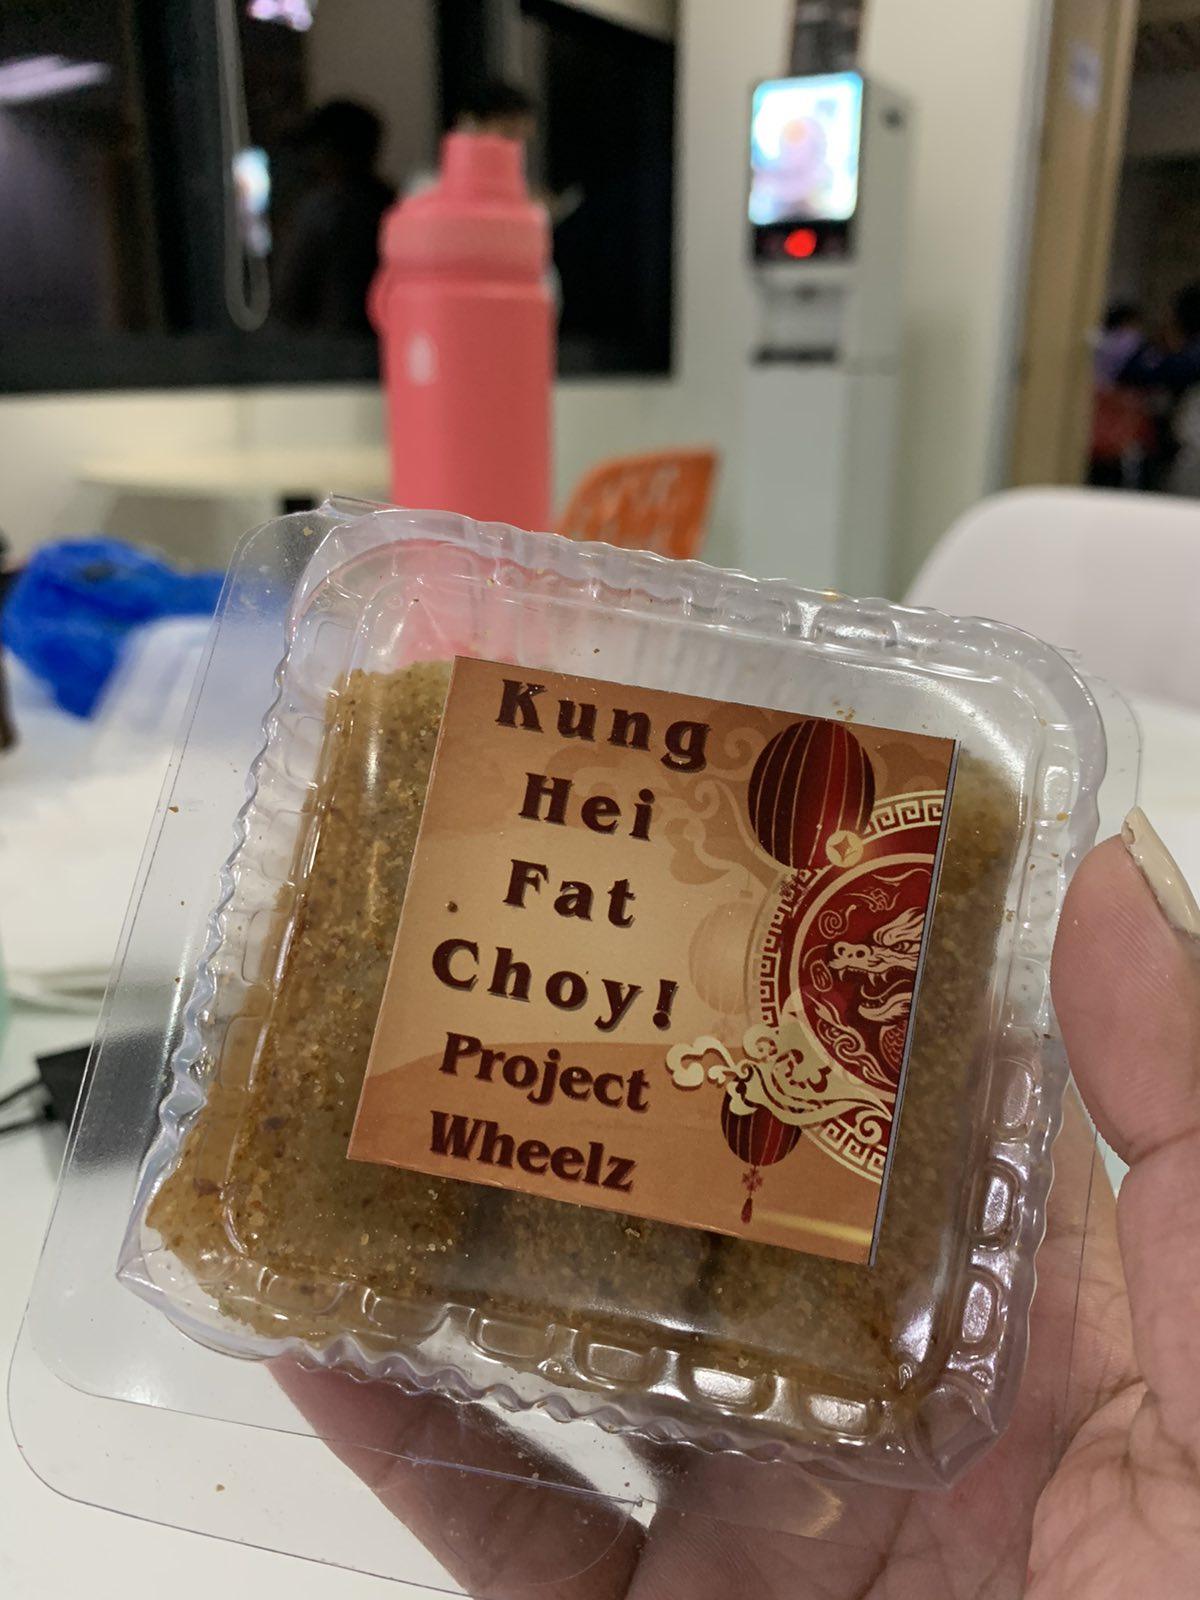 Kung
Hei
Fat
Choy!
Project
Wheelz